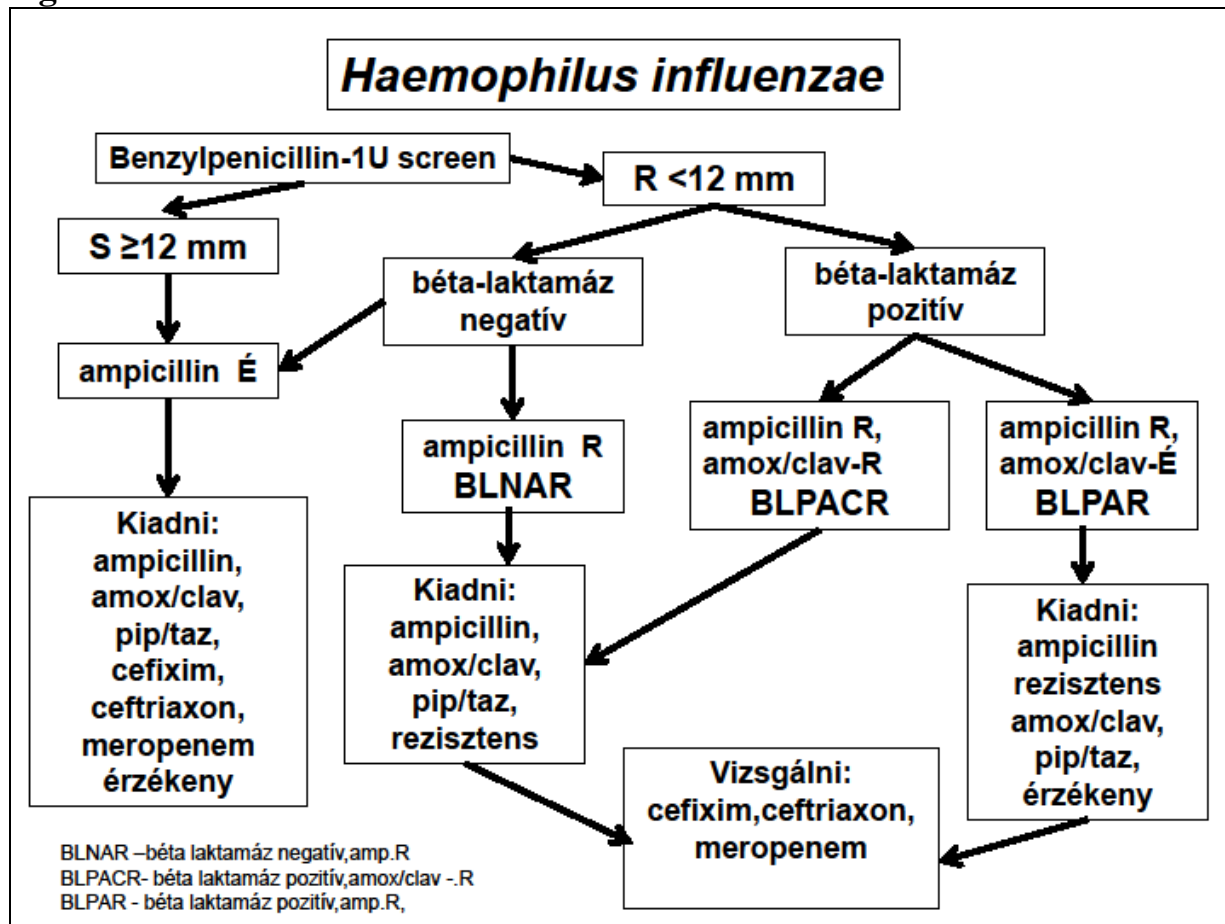 Haemophilus influenzae
Benzylpenicillin-1U screen
R <12 mm
S ≥12 mm
béta-laktamáz
negatív
béta-laktamáz
pozitív
ampicillin É
ampicillin R
BLNAR
ampicillin R,
amox/clav-R
BLPACR
ampicillin R,
amox/clav-É
BLPAR
Kiadni:
ampicillin,
amox/clav,
pip/taz,
cefixim,
ceftriaxon,
meropenem
érzékeny
Kiadni:
ampicillin,
amox/clav,
pip/taz,
rezisztens
Kiadni:
ampicillin
rezisztens
amox/clav,
pip/taz,
érzékeny
Vizsgálni:
cefixim,ceftriaxon,
meropenem
BLNAR –béta laktamáz negatív,amp.R
BLPACR- béta laktamáz pozitív,amox/clav -.R
BLPAR - béta laktamáz pozitív,amp.R,